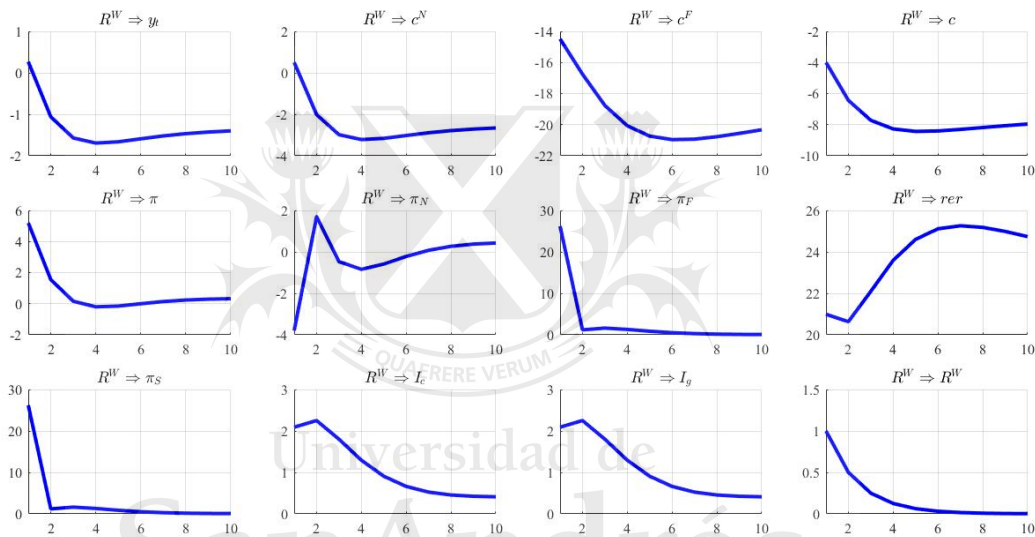 R^W ⇒ y_t R^W ⇒ c^N R^W ⇒ c^F R^W ⇒ c
1 0 -1 -2 2 4 6 8 10
2 0 -2 -4 2 4 6 8 10
-14 -16 -18 -20 -22 2 4 6 8 10
-2 -4 -6 -8 -10 2 4 6 8 10
R^W ⇒ π R^W ⇒ π_N R^W ⇒ π_F R^W ⇒ rer
6 4 2 0 -2 2 4 6 8 10
2 0 -2 -4 2 4 6 8 10
30 20 10 0 2 4 6 8 10
26 24 22 20 2 4 6 8 10
QUAERERE VERUM
R^W ⇒ π_S R^W ⇒ I_c R^W ⇒ I_g R^W ⇒ R^W
30 20 10 0 2 4 6 8 10
3 2 1 0 2 4 6 8 10
3 2 1 0 2 4 6 8 10
1.5 1 0.5 0 2 4 6 8 10
Universidad de
San Andrés